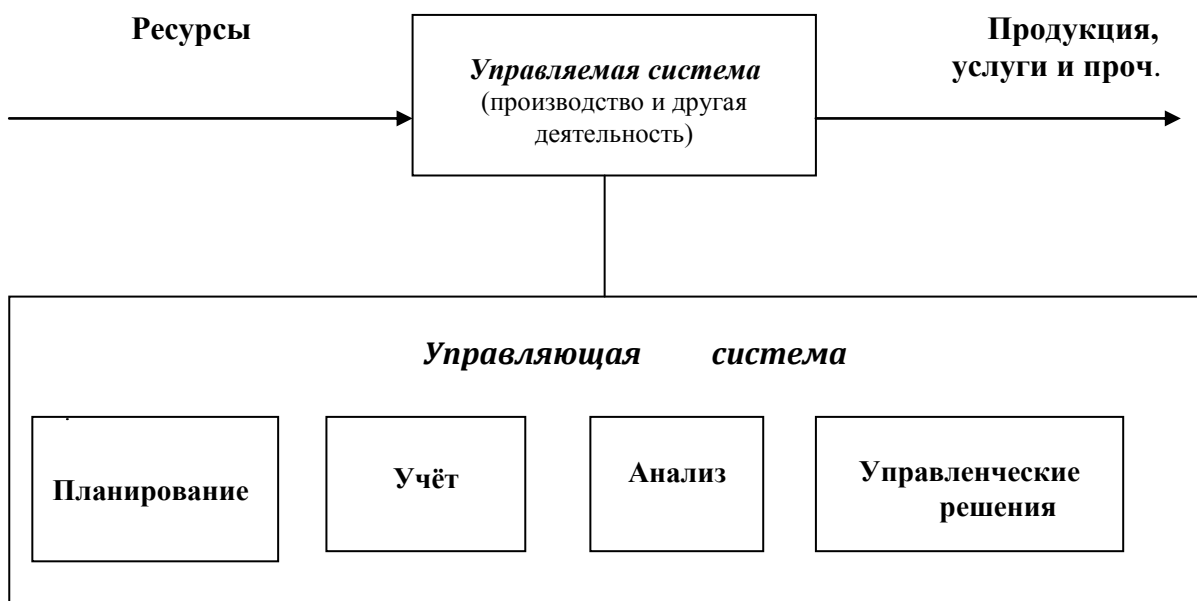 Ресурсы
Управляемая система
(производство и другая
деятельность)
Продукция,
услуги и проч.
Управляющая система
Планирование
Учёт
Анализ
Управленческие
решения